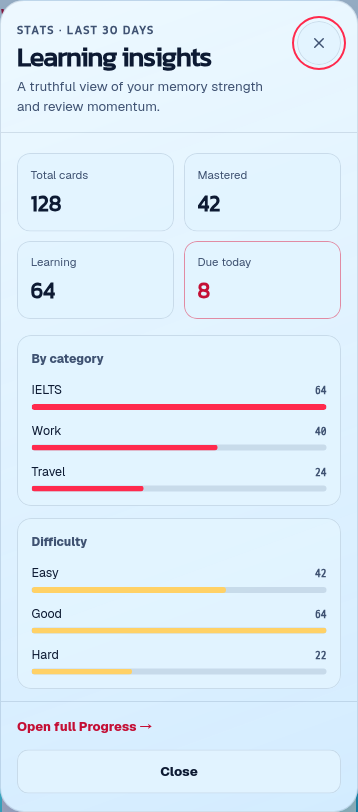 STATS · LAST 30 DAYS
Learning insights
A truthful view of your memory strength
and review momentum.
Total cards
128
Mastered
42
Learning
64
Due today
8
By category
IELTS 64
Work 40
Travel 24
Difficulty
Easy 42
Good 64
Hard 22
Open full Progress →
Close